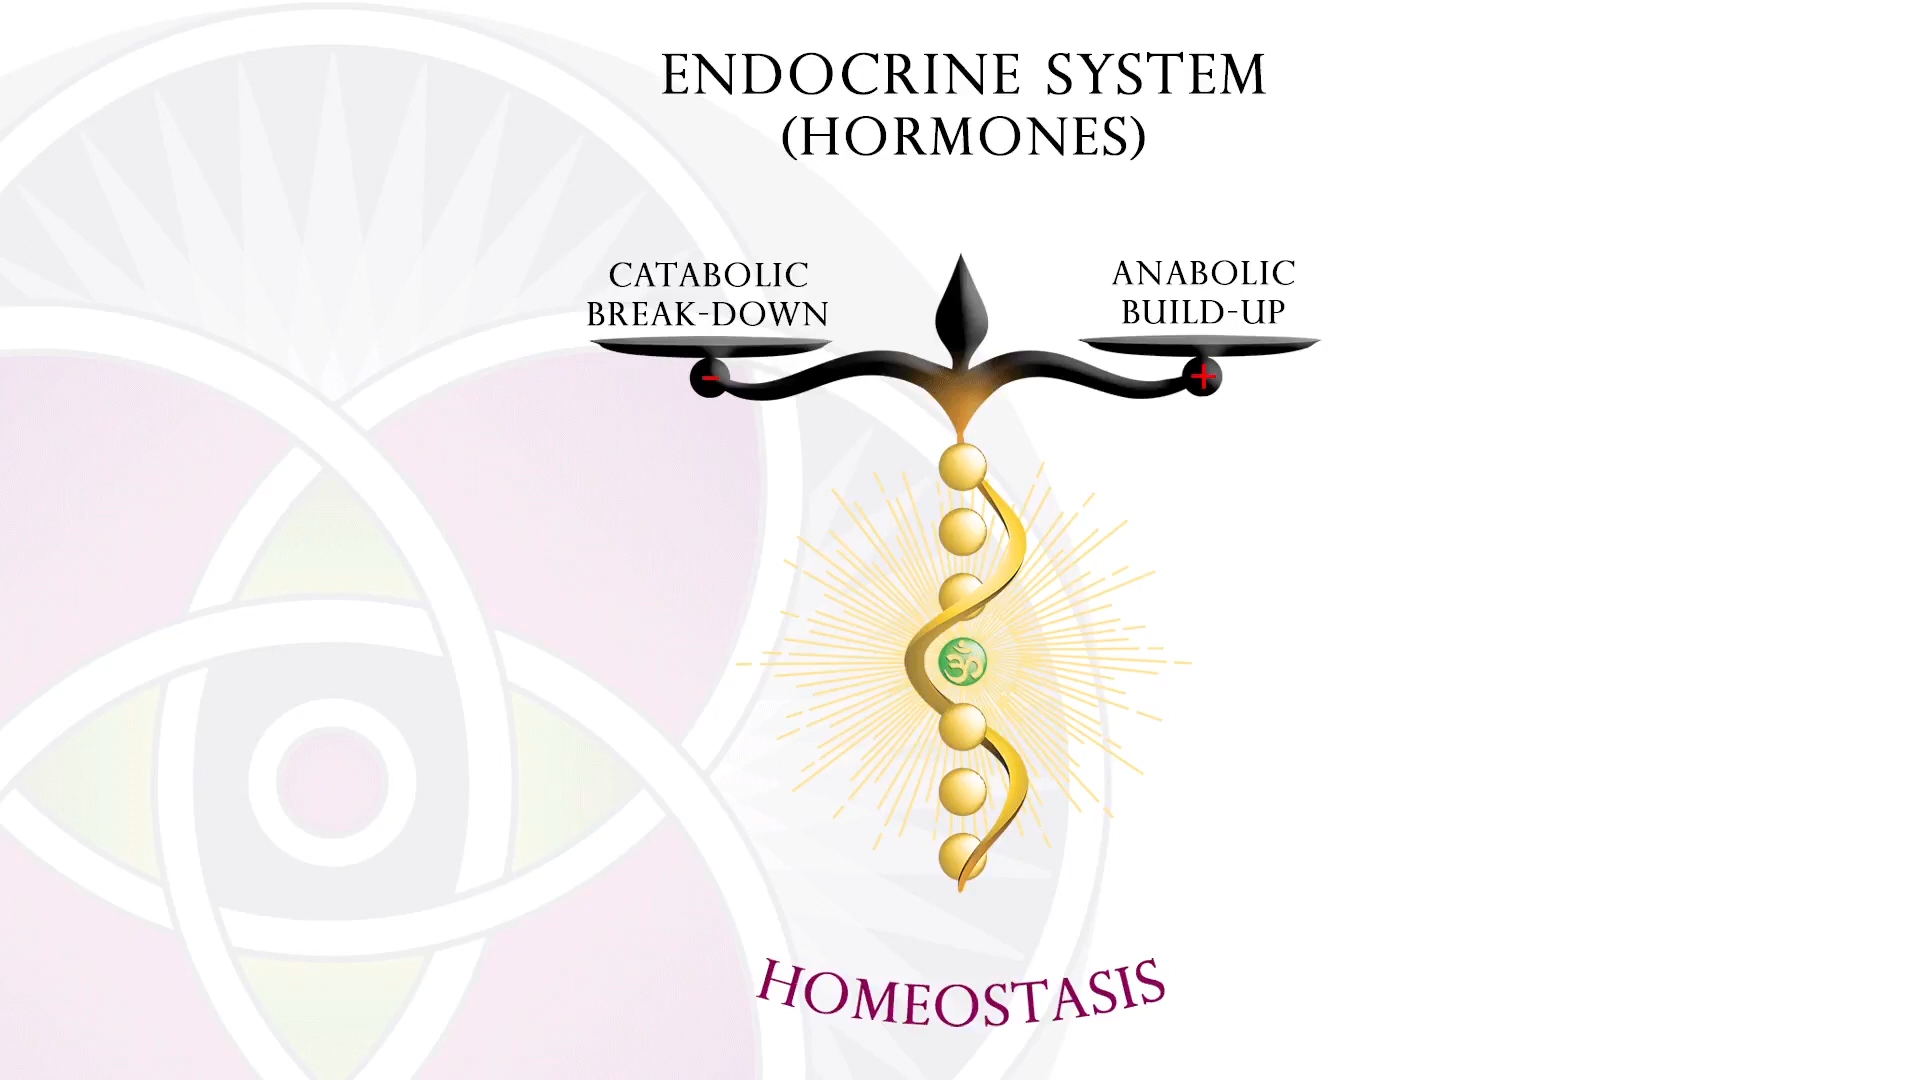 ENDOCRINE SYSTEM
(HORMONES)
CATABOLIC
BREAK-DOWN
ANABOLIC
BUILD-UP
-
+
ॐ
HOMEOSTASIS